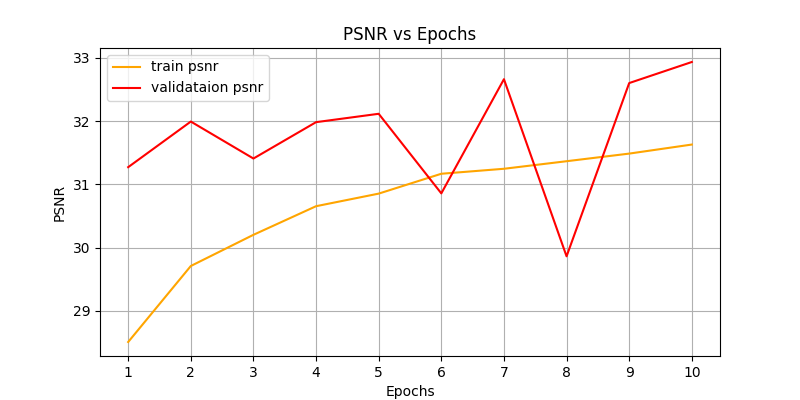 PSNR vs Epochs
train psnr
validataion psnr
33
32
31
30
29
PSNR
1 2 3 4 5 6 7 8 9 10
Epochs